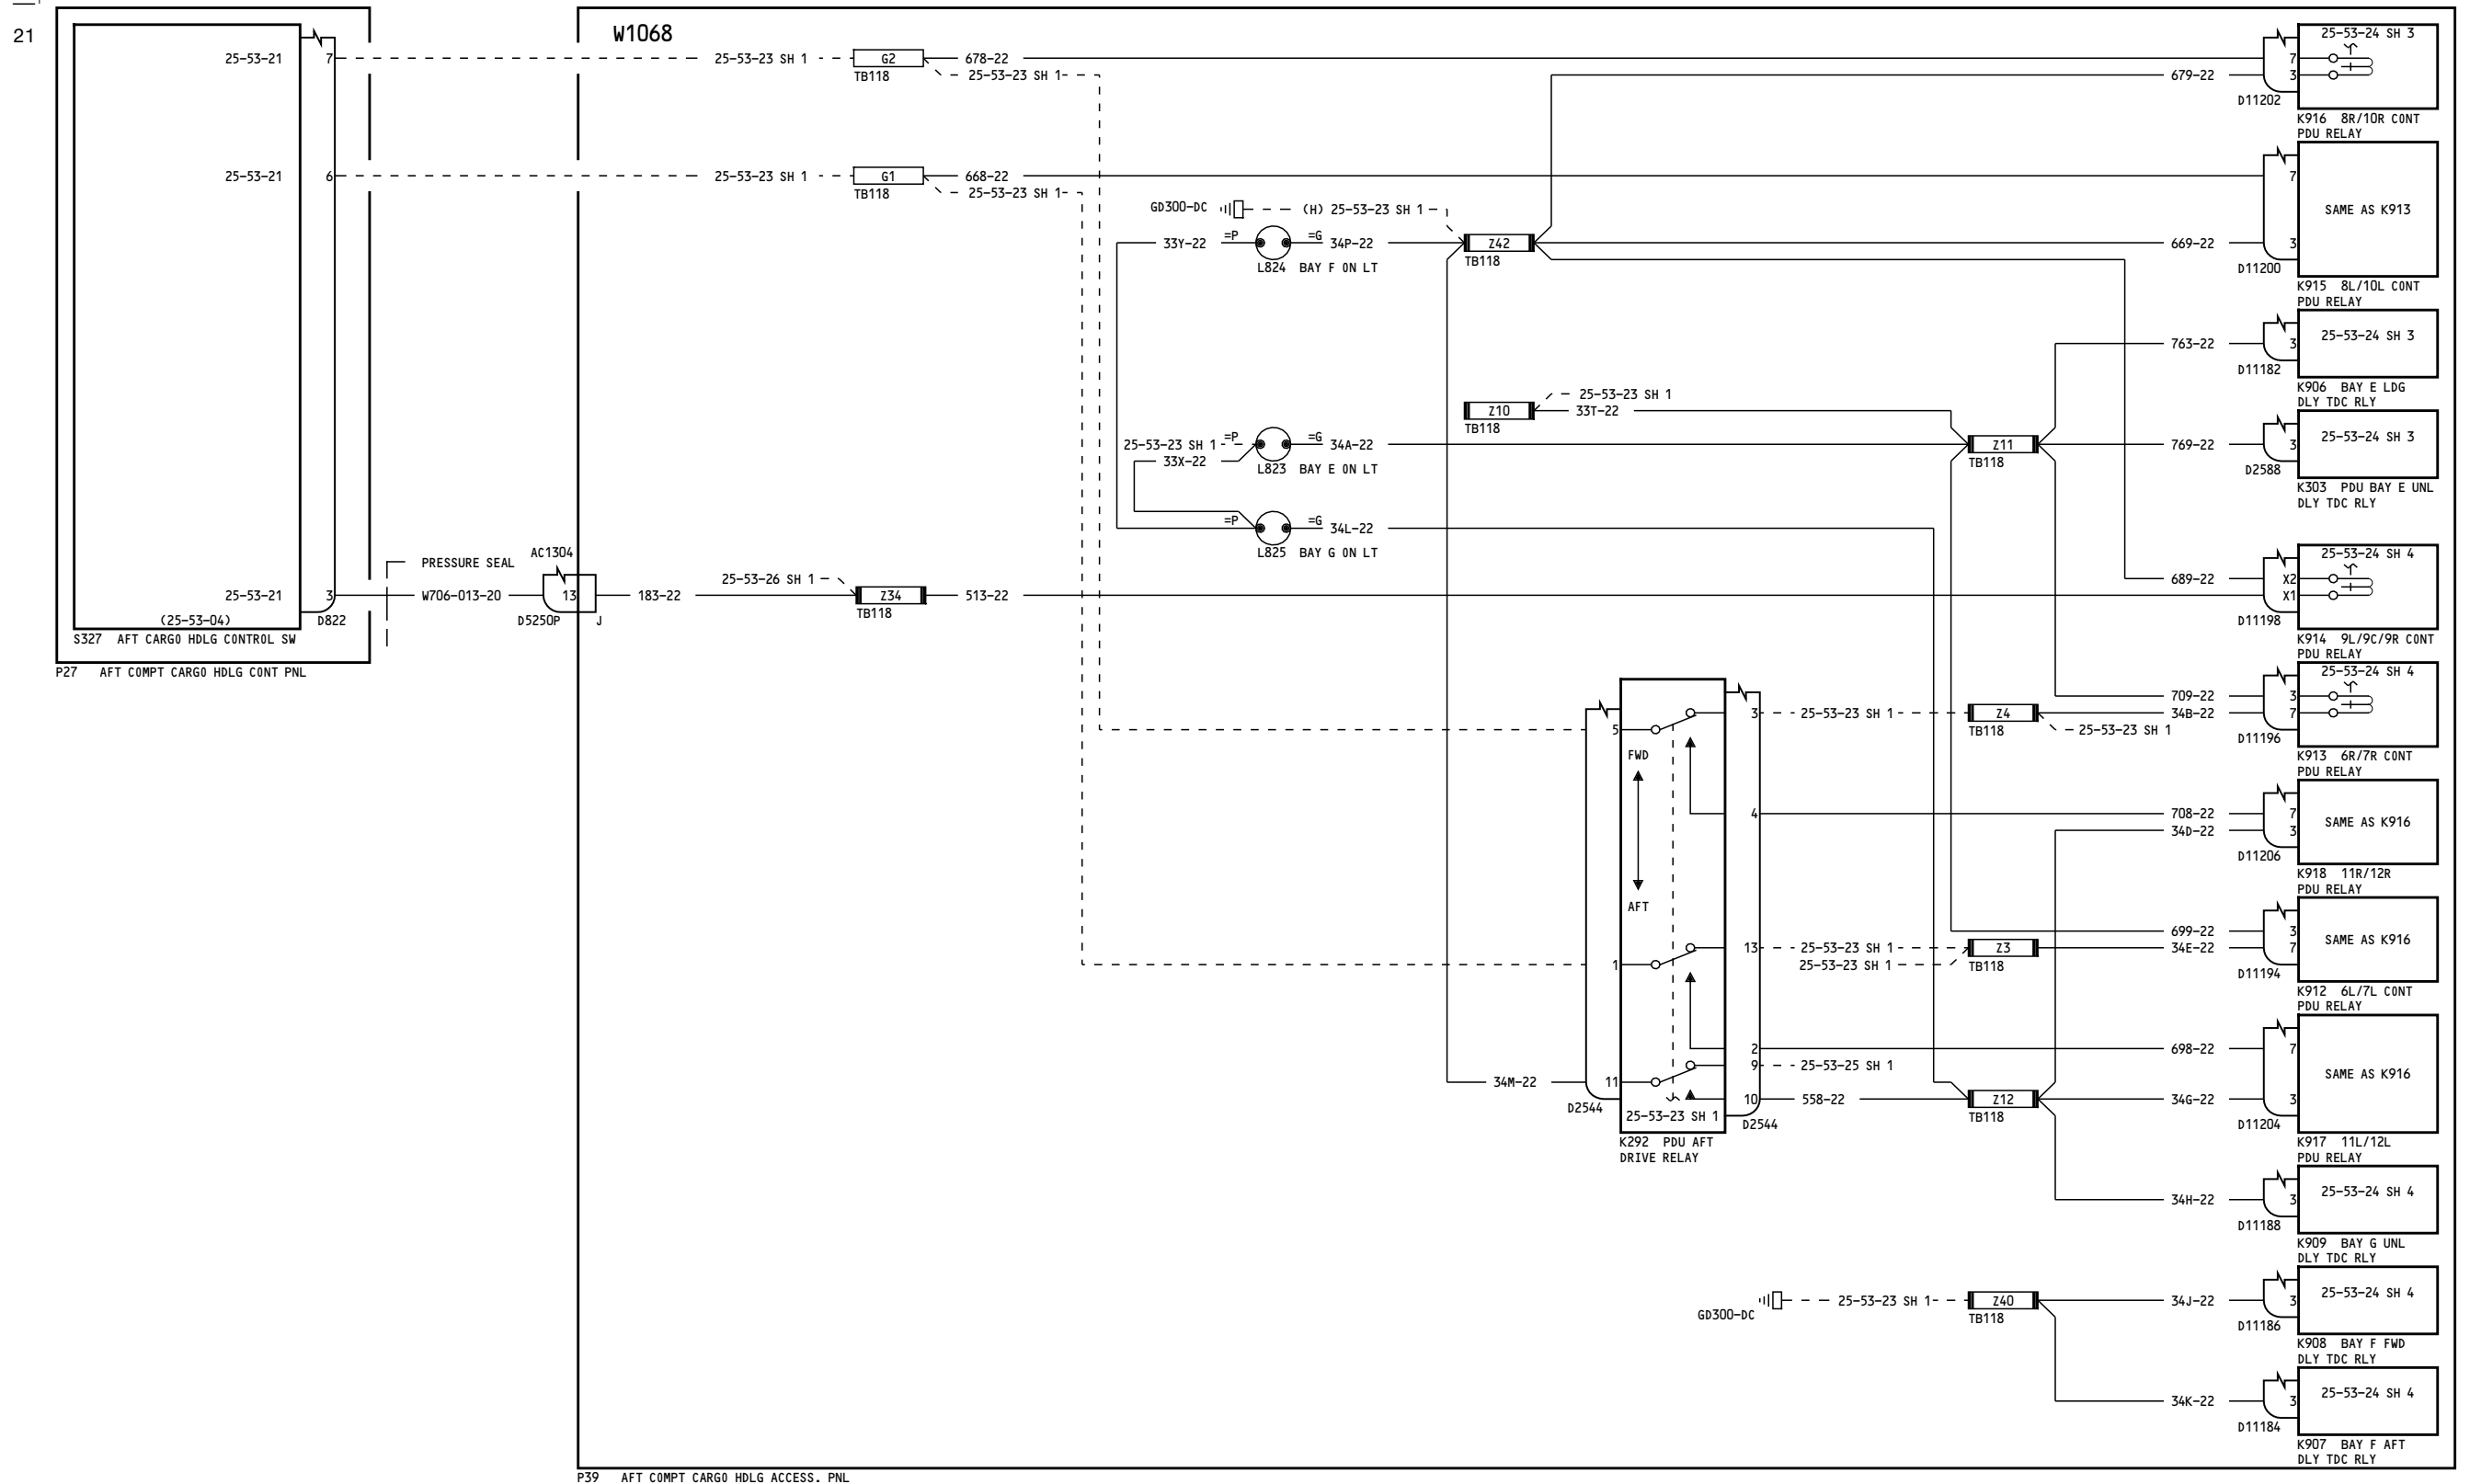 21
W1068
25-53-21
7
25-53-23 SH 1
G2
TB118
678-22
25-53-23 SH 1
679-22
7
3
D11202
25-53-24 SH 3
K916 8R/10R CONT
PDU RELAY
25-53-21
6
25-53-23 SH 1
G1
TB118
668-22
25-53-23 SH 1
7
SAME AS K913
GD300-DC
(H) 25-53-23 SH 1
33Y-22
=P
=G
34P-22
L824 BAY F ON LT
Z42
TB118
669-22
3
D11200
K915 8L/10L CONT
PDU RELAY
763-22
3
D11182
25-53-24 SH 3
K906 BAY E LDG
DLY TDC RLY
25-53-23 SH 1
Z10
TB118
33T-22
25-53-23 SH 1
=P
=G
34A-22
33X-22
L823 BAY E ON LT
Z11
TB118
769-22
3
D2588
25-53-24 SH 3
K303 PDU BAY E UNL
DLY TDC RLY
=P
=G
34L-22
L825 BAY G ON LT
25-53-21
3
(25-53-04)
D822
S327 AFT CARGO HDLG CONTROL SW
P27 AFT COMPT CARGO HDLG CONT PNL
PRESSURE SEAL
W706-013-20
AC1304
13
D5250P
J
183-22
25-53-26 SH 1
Z34
TB118
513-22
689-22
X2
X1
D11198
25-53-24 SH 4
K914 9L/9C/9R CONT
PDU RELAY
5
3
25-53-23 SH 1
Z4
TB118
709-22
34B-22
25-53-23 SH 1
3
7
D11196
25-53-24 SH 4
K913 6R/7R CONT
PDU RELAY
FWD
AFT
4
708-22
34D-22
7
3
D11206
SAME AS K916
K918 11R/12R
PDU RELAY
1
13
25-53-23 SH 1
25-53-23 SH 1
Z3
TB118
699-22
34E-22
3
7
D11194
SAME AS K916
K912 6L/7L CONT
PDU RELAY
2
698-22
7
9
25-53-25 SH 1
SAME AS K916
34M-22
11
D2544
25-53-23 SH 1
10
D2544
558-22
Z12
TB118
34G-22
3
D11204
K917 11L/12L
PDU RELAY
K292 PDU AFT
DRIVE RELAY
34H-22
3
D11188
25-53-24 SH 4
K909 BAY G UNL
DLY TDC RLY
GD300-DC
25-53-23 SH 1
Z40
TB118
34J-22
3
D11186
25-53-24 SH 4
K908 BAY F FWD
DLY TDC RLY
34K-22
3
D11184
25-53-24 SH 4
K907 BAY F AFT
DLY TDC RLY
P39 AFT COMPT CARGO HDLG ACCESS. PNL